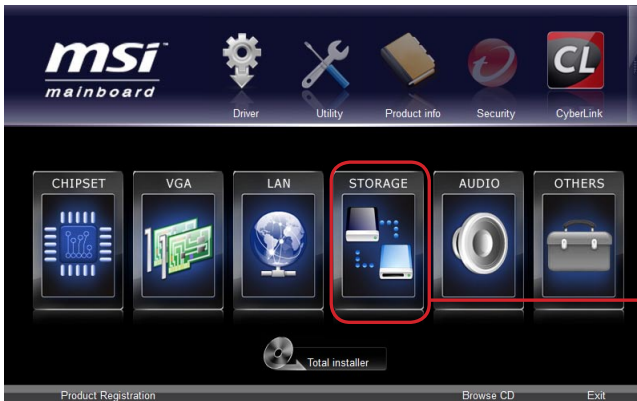 msi
mainboard
Driver Utility Product info Security CyberLink
CL
CHIPSET VGA LAN STORAGE AUDIO OTHERS
Total installer
Product Registration Browse CD Exit